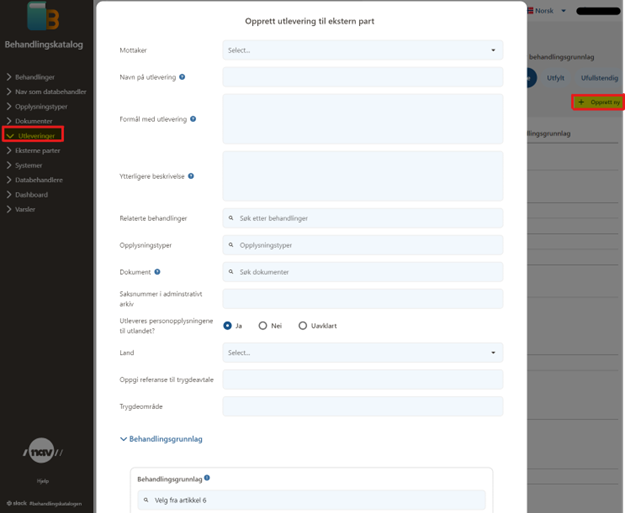 B
Behandlingskatalog
Behandlinger
Nav som databehandler
Opplysningstyper
Dokumenter
Utleveringer
Eksterne parter
Systemer
Databehandlere
Dashboard
Varsler
nav
Hjelp
slack #behandlingskatalogen
Opprett utlevering til ekstern part
Mottaker
Select...
Navn på utlevering
Formål med utlevering
Ytterligere beskrivelse
Relaterte behandlinger
Søk etter behandlinger
Opplysningstyper
Opplysningstyper
Dokument
Søk dokumenter
Saksnummer i adminstrativt
arkiv
Utleveres personopplysningene
til utlandet?
Ja Nei Uavklart
Land
Select...
Oppgi referanse til trygdeavtale
Trygdeområde
Behandlingsgrunnlag
Behandlingsgrunnlag
Velg fra artikkel 6
Norsk
behandlingsgrunnlag
Utfylt Ufullstendig
+ Opprett ny